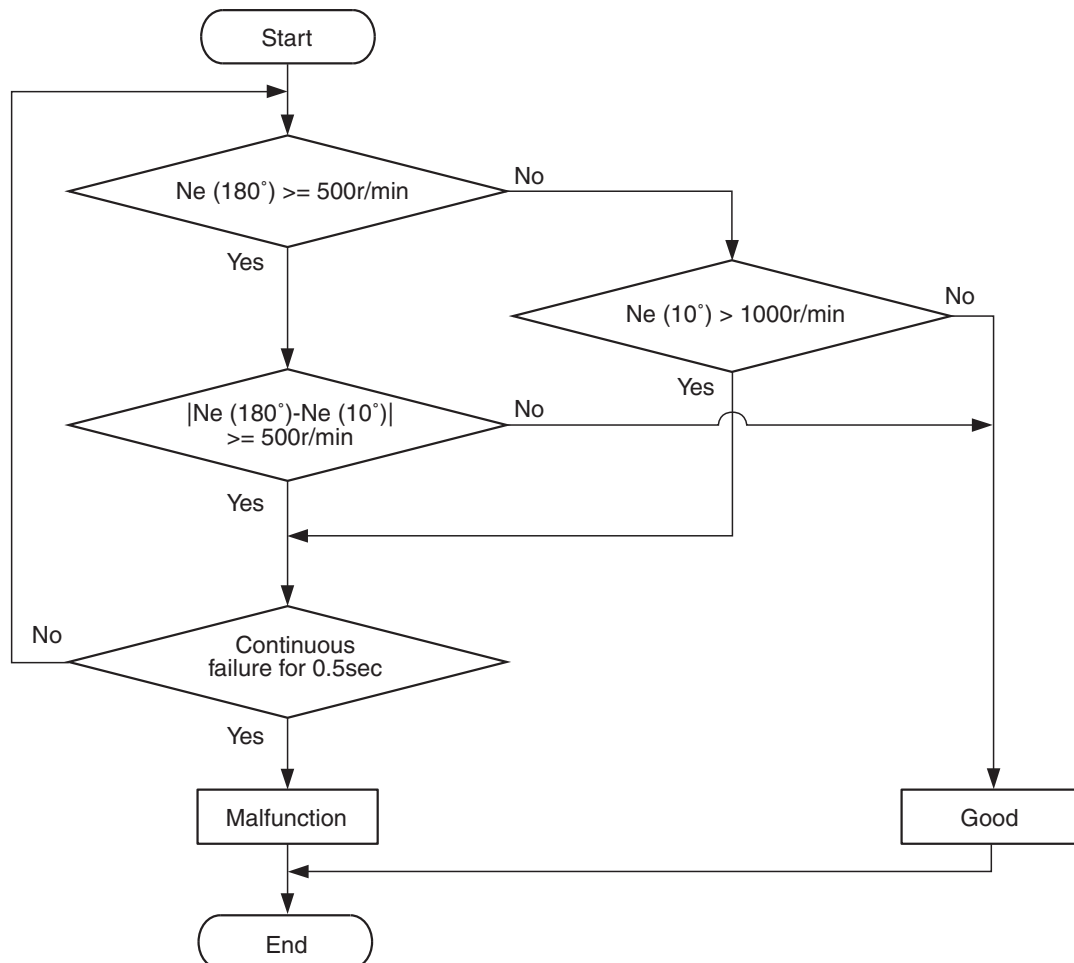 Start
Ne (180˚) >= 500r/min
No
Yes
Ne (10˚) > 1000r/min
No
Yes
|Ne (180˚)-Ne (10˚)|
>= 500r/min
No
Yes
Continuous
failure for 0.5sec
No
Yes
Malfunction
Good
End